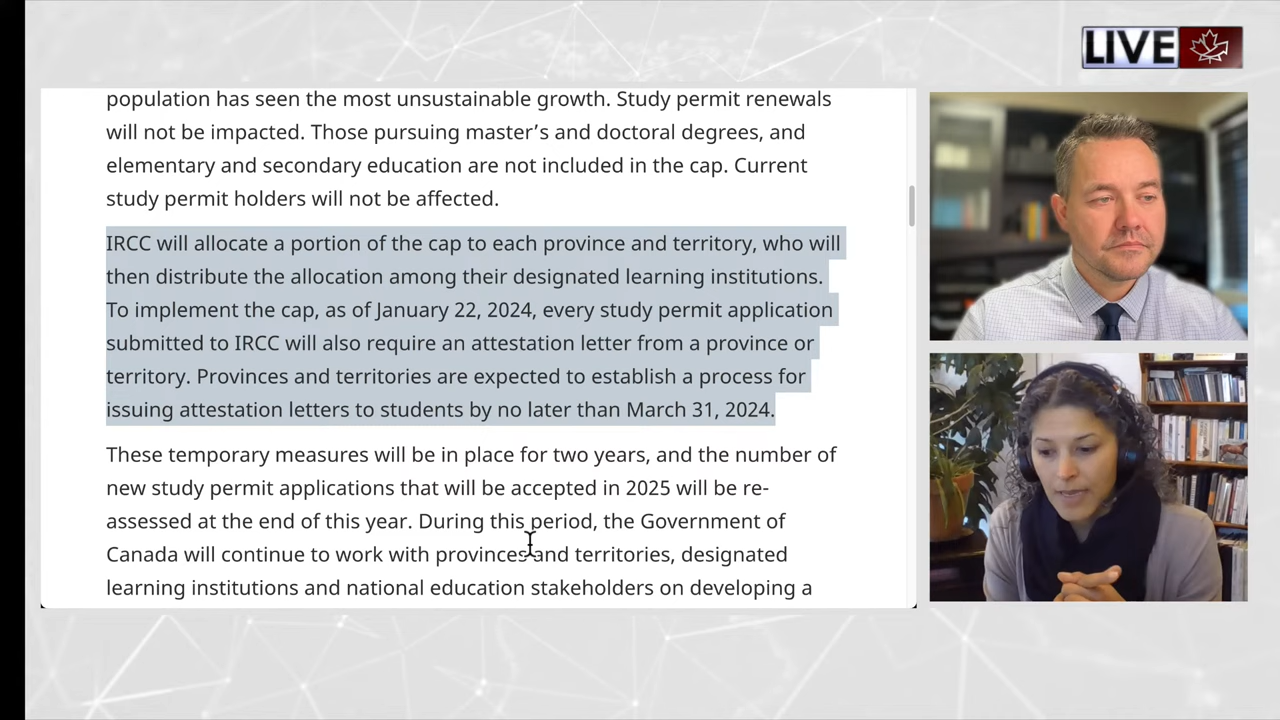 LIVE
population has seen the most unsustainable growth. Study permit renewals
will not be impacted. Those pursuing master’s and doctoral degrees, and
elementary and secondary education are not included in the cap. Current
study permit holders will not be affected.
IRCC will allocate a portion of the cap to each province and territory, who will
then distribute the allocation among their designated learning institutions.
To implement the cap, as of January 22, 2024, every study permit application
submitted to IRCC will also require an attestation letter from a province or
territory. Provinces and territories are expected to establish a process for
issuing attestation letters to students by no later than March 31, 2024.
These temporary measures will be in place for two years, and the number of
new study permit applications that will be accepted in 2025 will be re-
assessed at the end of this year. During this period, the Government of
Canada will continue to work with provinces and territories, designated
learning institutions and national education stakeholders on developing a